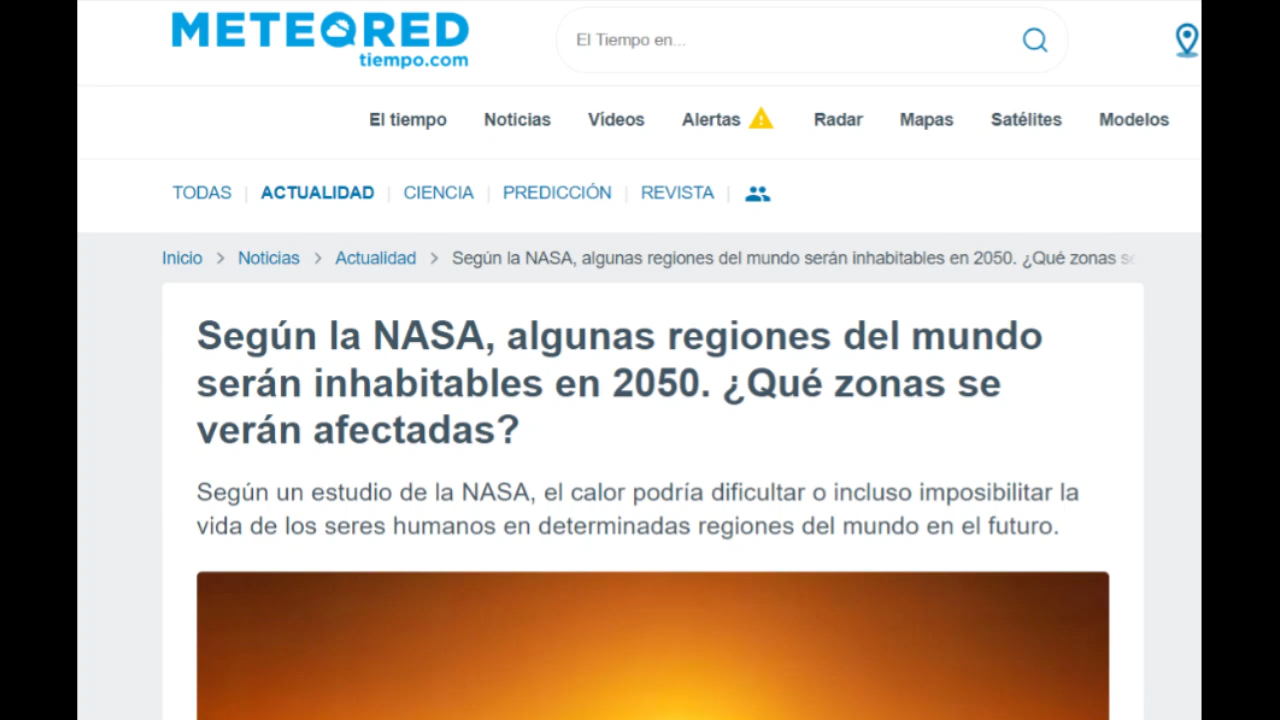 METEORED
tiempo.com
El Tiempo en...
El tiempo Noticias Vídeos Alertas Radar Mapas Satélites Modelos
TODAS | ACTUALIDAD | CIENCIA | PREDICCIÓN | REVISTA |
Inicio > Noticias > Actualidad > Según la NASA, algunas regiones del mundo serán inhabitables en 2050. ¿Qué zonas
Según la NASA, algunas regiones del mundo
serán inhabitables en 2050. ¿Qué zonas se
verán afectadas?
Según un estudio de la NASA, el calor podría dificultar o incluso imposibilitar la
vida de los seres humanos en determinadas regiones del mundo en el futuro.